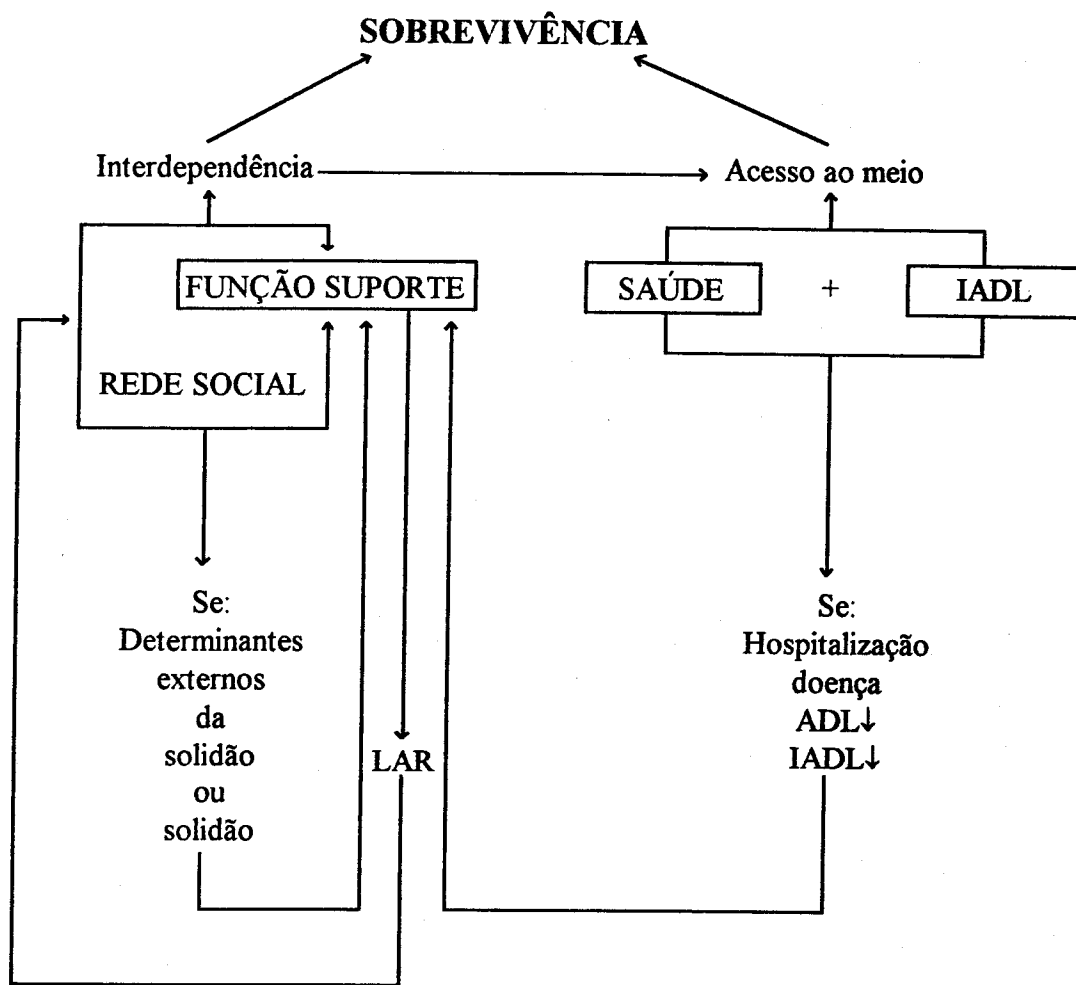 SOBREVIVÊNCIA
Interdependência
Acesso ao meio
FUNÇÃO SUPORTE
SAÚDE
+
IADL
REDE SOCIAL
Se:
Determinantes
externos
da
solidão
ou
solidão
LAR
Se:
Hospitalização
doença
ADL↓
IADL↓